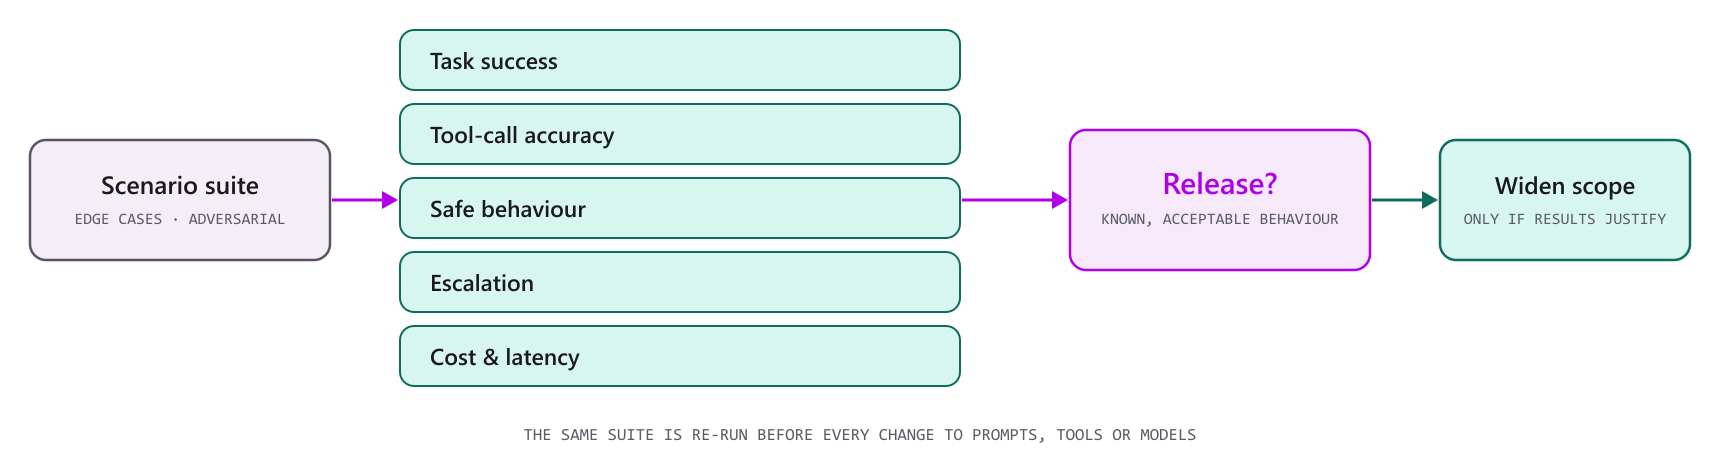 Scenario suite
EDGE CASES · ADVERSARIAL
Task success
Tool-call accuracy
Safe behaviour
Escalation
Cost & latency
Release?
KNOWN, ACCEPTABLE BEHAVIOUR
Widen scope
ONLY IF RESULTS JUSTIFY
THE SAME SUITE IS RE-RUN BEFORE EVERY CHANGE TO PROMPTS, TOOLS OR MODELS